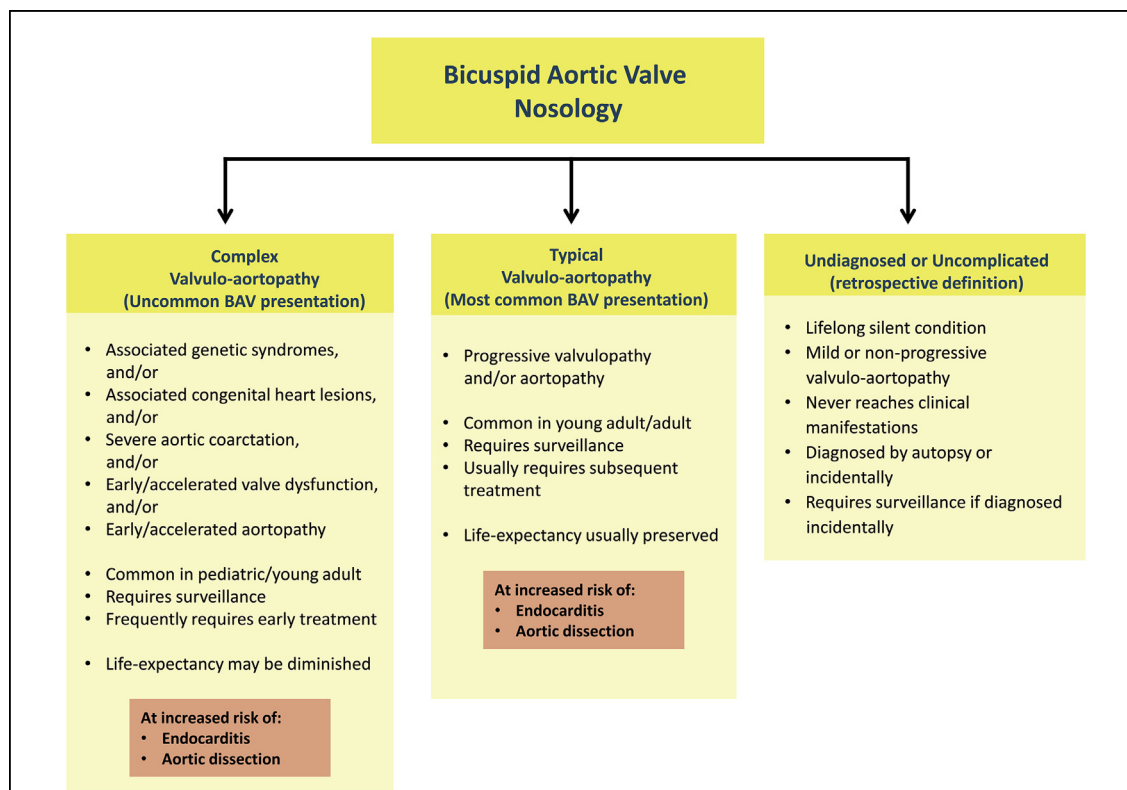 Bicuspid Aortic Valve
Nosology
Complex
Valvulo-aortopathy
(Uncommon BAV presentation)
• Associated genetic syndromes,
and/or
• Associated congenital heart lesions,
and/or
• Severe aortic coarctation,
and/or
• Early/accelerated valve dysfunction,
and/or
• Early/accelerated aortopathy
• Common in pediatric/young adult
• Requires surveillance
• Frequently requires early treatment
• Life-expectancy may be diminished
At increased risk of:
• Endocarditis
• Aortic dissection
Typical
Valvulo-aortopathy
(Most common BAV presentation)
• Progressive valvulopathy
and/or aortopathy
• Common in young adult/adult
• Requires surveillance
• Usually requires subsequent
treatment
• Life-expectancy usually preserved
At increased risk of:
• Endocarditis
• Aortic dissection
Undiagnosed or Uncomplicated
(retrospective definition)
• Lifelong silent condition
• Mild or non-progressive
valvulo-aortopathy
• Never reaches clinical
manifestations
• Diagnosed by autopsy or
incidentally
• Requires surveillance if diagnosed
incidentally